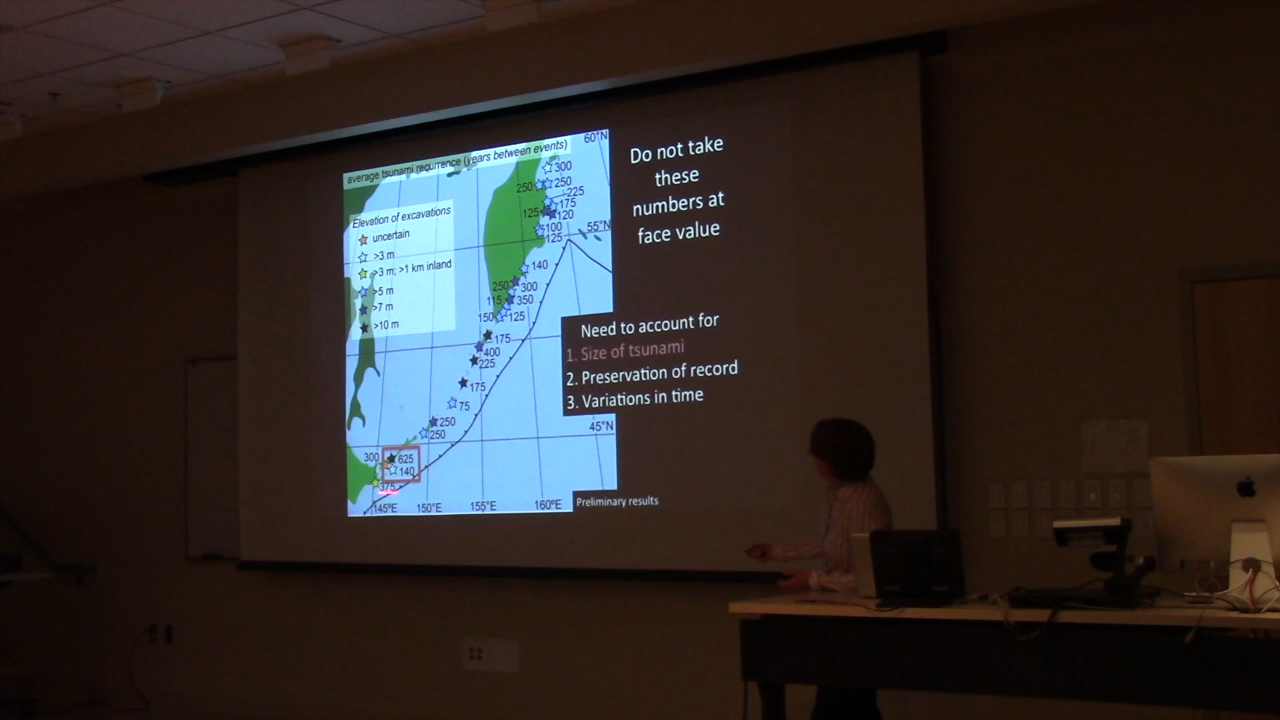 average tsunami recurrence (years between events)
60°N
Elevation of excavations
uncertain
>3 m
>3 m; >1 km inland
>5 m
>7 m
>10 m
300
250
250
225
175
125
120
100
125
55°N
140
250
300
115
350
150
125
175
400
225
175
75
250
250
45°N
300
625
140
375
145°E
150°E
155°E
160°E
Do not take
these
numbers at
face value
Need to account for
1. Size of tsunami
2. Preservation of record
3. Variations in time
Preliminary results